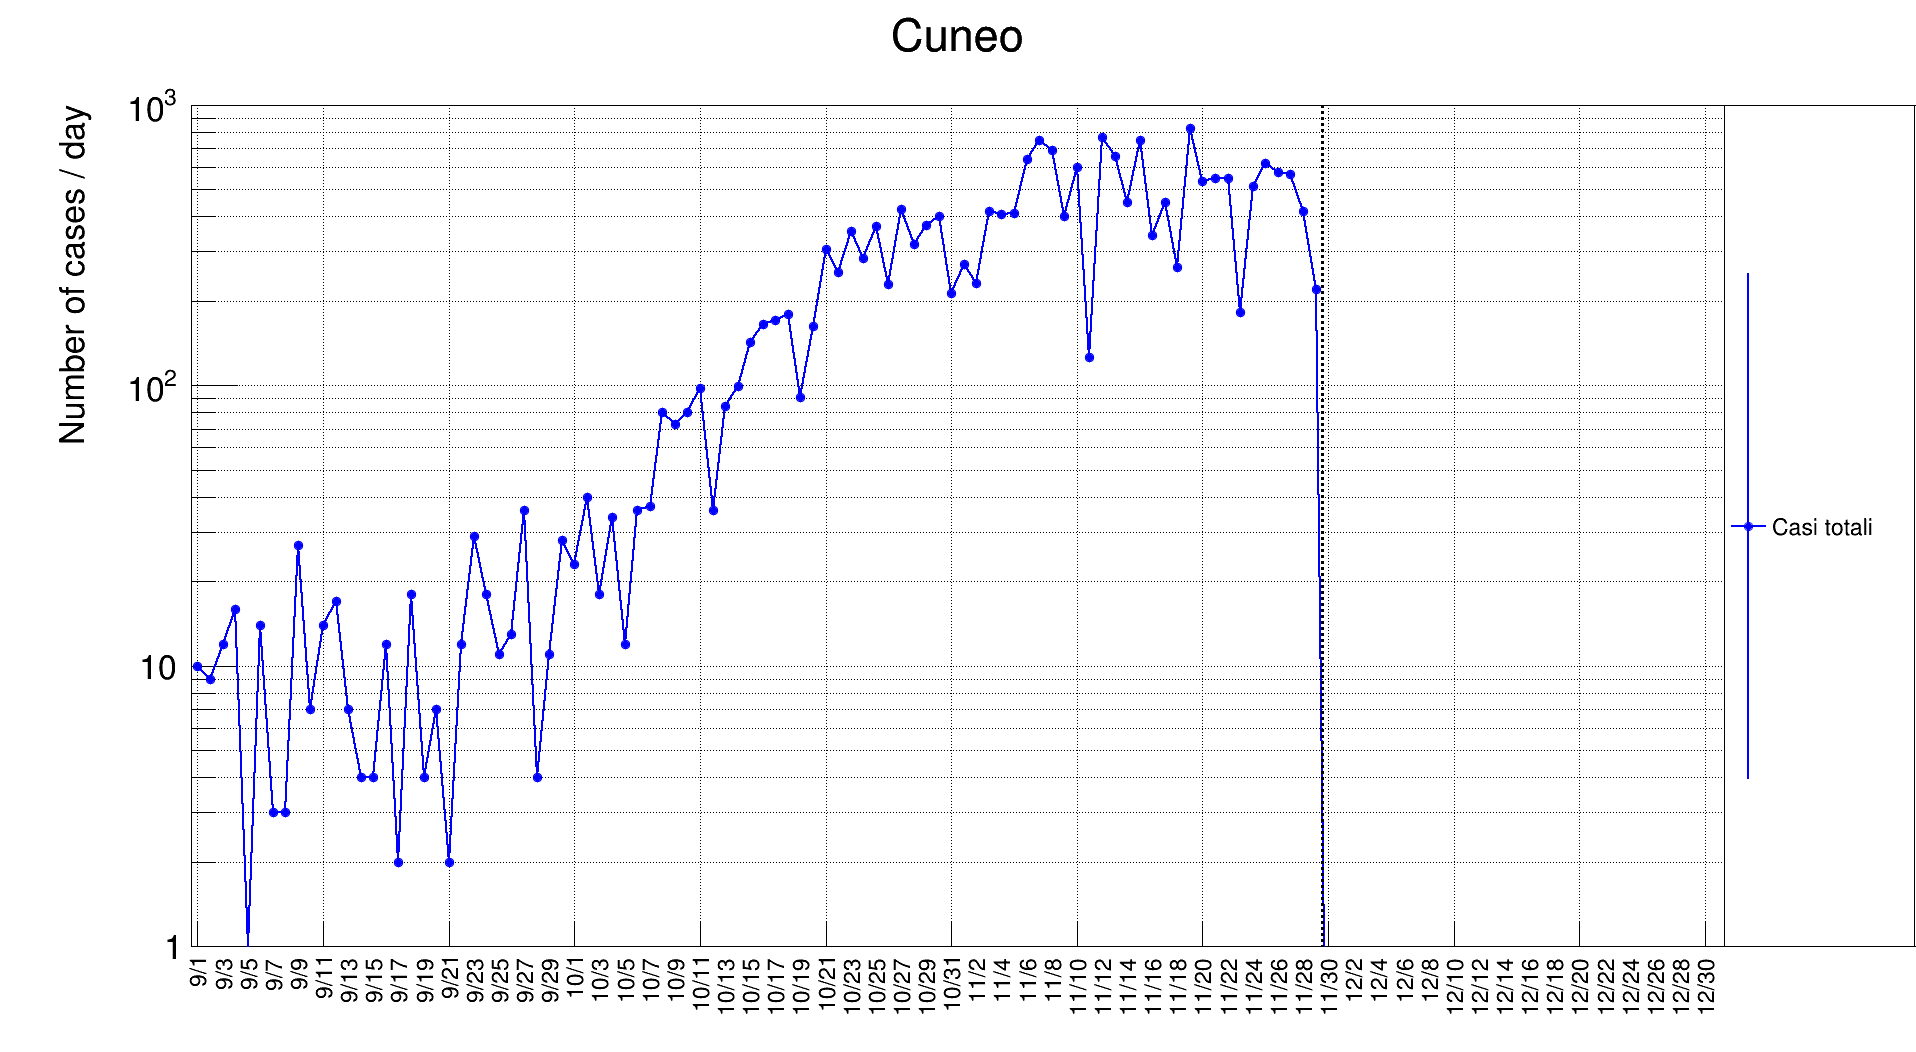 Cuneo
Number of cases / day
10³
10²
10
1
9/1 9/3 9/5 9/7 9/9 9/11 9/13 9/15 9/17 9/19 9/21 9/23 9/25 9/27 9/29 10/1 10/3 10/5 10/7 10/9 10/11 10/13 10/15 10/17 10/19 10/21 10/23 10/25 10/27 10/29 10/31 11/2 11/4 11/6 11/8 11/10 11/12 11/14 11/16 11/18 11/20 11/22 11/24 11/26 11/28 11/30 12/2 12/4 12/6 12/8 12/10 12/12 12/14 12/16 12/18 12/20 12/22 12/24 12/26 12/28 12/30
Casi totali